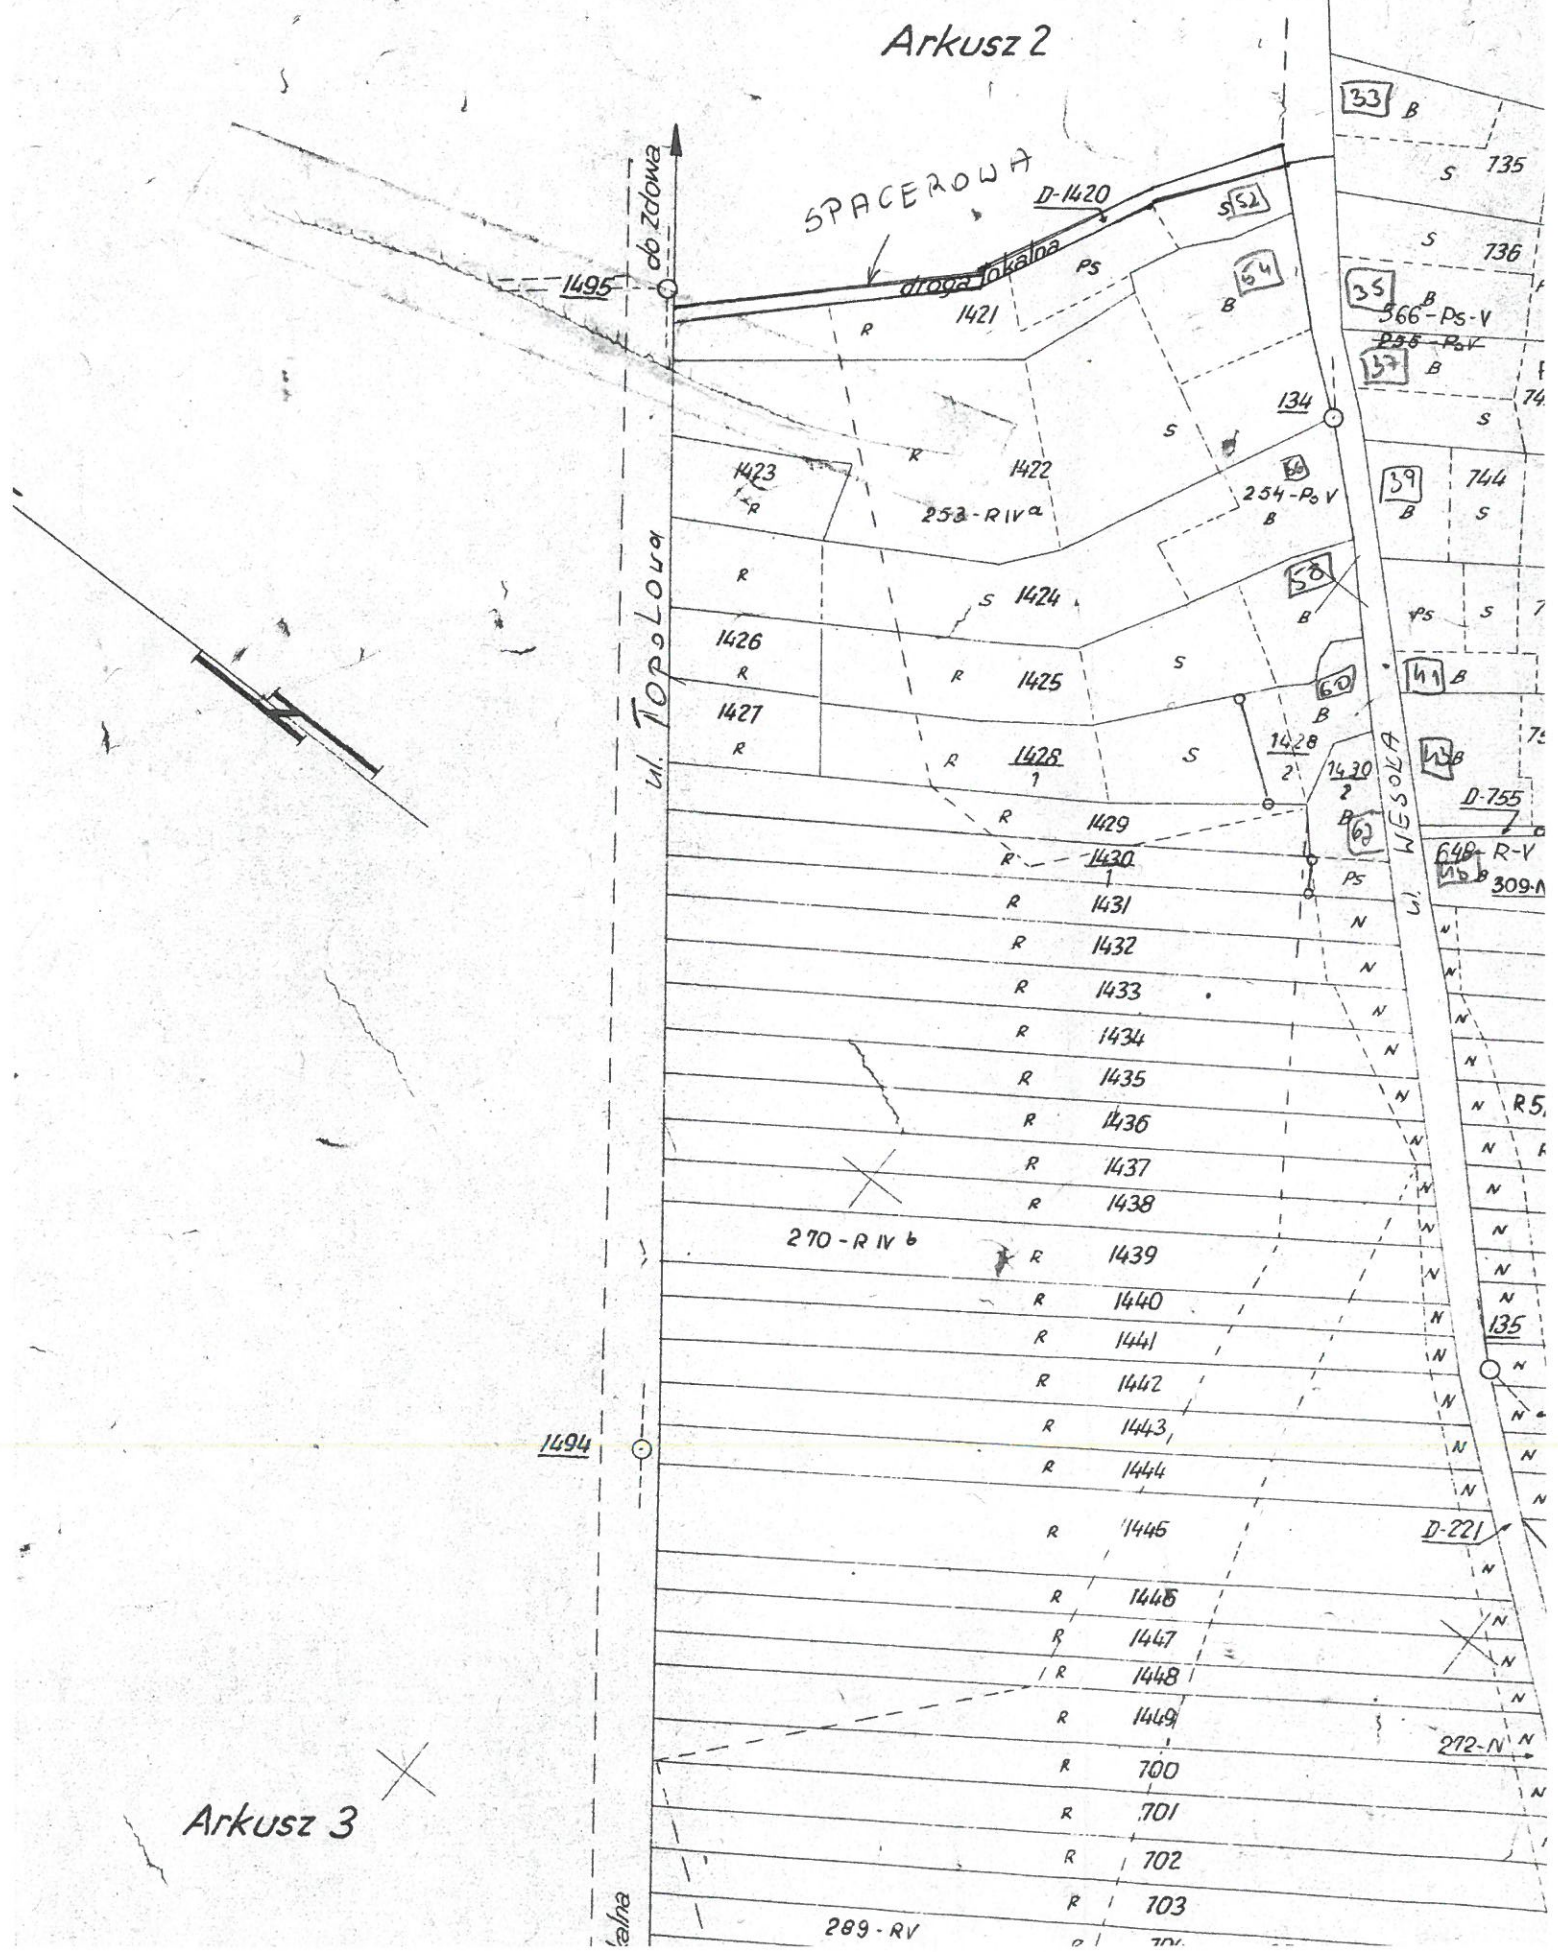 Arkusz 2
33
B
S
735
do zdowa
SPACEROWA
D-1420
S
52
S
736
1495
droga lokalna
PS
54
B
35
B
566-Ps-V
1421
R
37
B
134
S
S
R
1422
1423
R
253-RIVa
56
254-PsV
B
39
B
744
S
ul. TopoLowa
R
S
1424
58
B
PS
S
1426
R
R
1425
S
60
B
41
B
1427
R
R
1428
1
S
1428
2
1430
2
B
62
43
B
D-755
ul. WESOŁA
R
1429
R
1430
1
PS
648-R-V
B
N
R
1431
N
N
R
1432
N
N
R
1433
N
N
R
1434
N
N
R
1435
N
N
R
1436
N
N
R
1437
N
N
R
1438
N
N
270-RIVb
R
1439
N
N
R
1440
N
N
135
R
1441
N
N
R
1442
N
N
1494
R
1443
N
N
R
1444
N
N
R
1445
D-221
N
R
1446
N
R
1447
N
R
1448
N
R
1449
272-N
N
R
700
N
R
701
Arkusz 3
R
702
R
703
289-RV